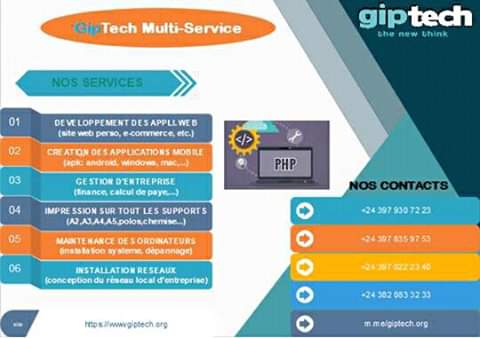 GipTech Multi-Service
giptech
the new think
NOS SERVICES
01 DEVELOPPEMENT DES APPLI.WEB
(site web perso, e-commerce, etc.)
02 CREATION DES APPLICATIONS MOBILE
(apk: android, windows, mac,...)
03 GESTION D'ENTREPRISE
(finance, calcul de paye,...)
04 IMPRESSION SUR TOUT LES SUPPORTS
(A2,A3,A4,A5,polos,chemise...)
05 MAINTENANCE DES ORDINATEURS
(installation systeme, dépannage)
06 INSTALLATION RESEAUX
(conception du réseau local d'entreprise)
</>
PHP
NOS CONTACTS
+24 397 930 72 23
+24 397 835 97 53
+24 397 022 23 40
+24 382 083 32 33
m.me/giptech.org
https://www.giptech.org